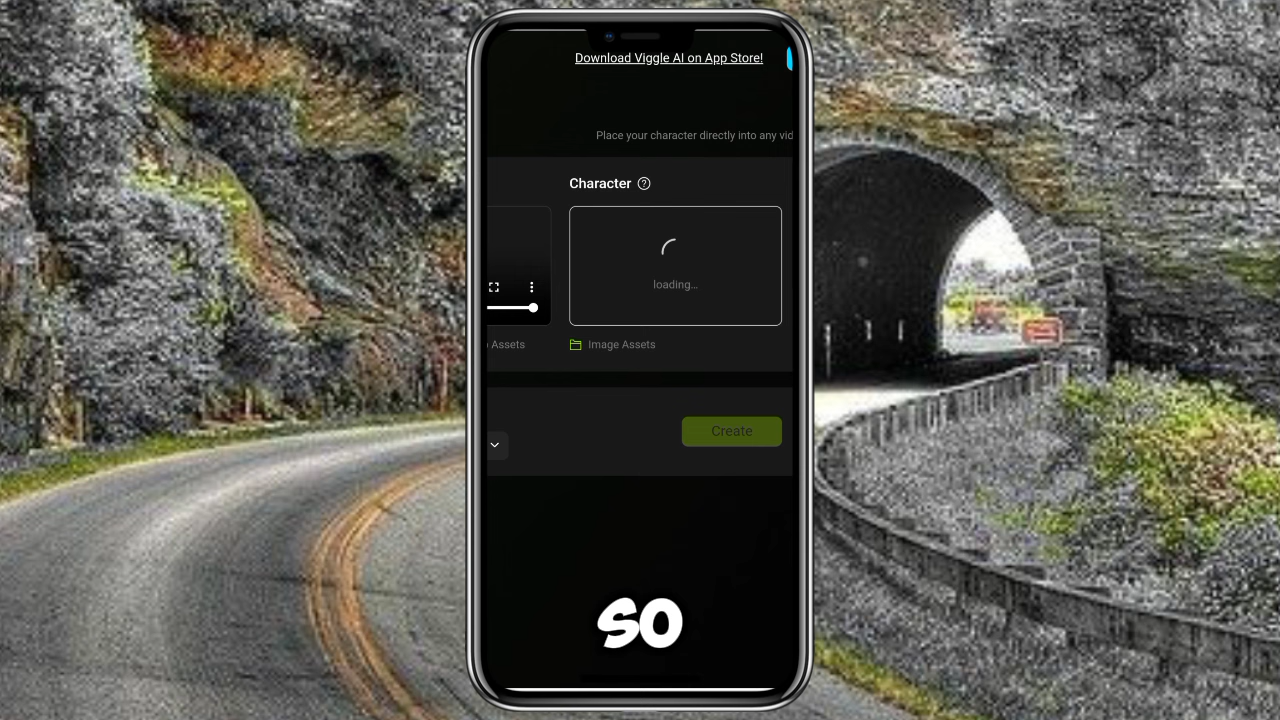 Download Viggle AI on App Store!
Place your character directly into any vid
Character
loading...
Assets
Image Assets
Create
SO